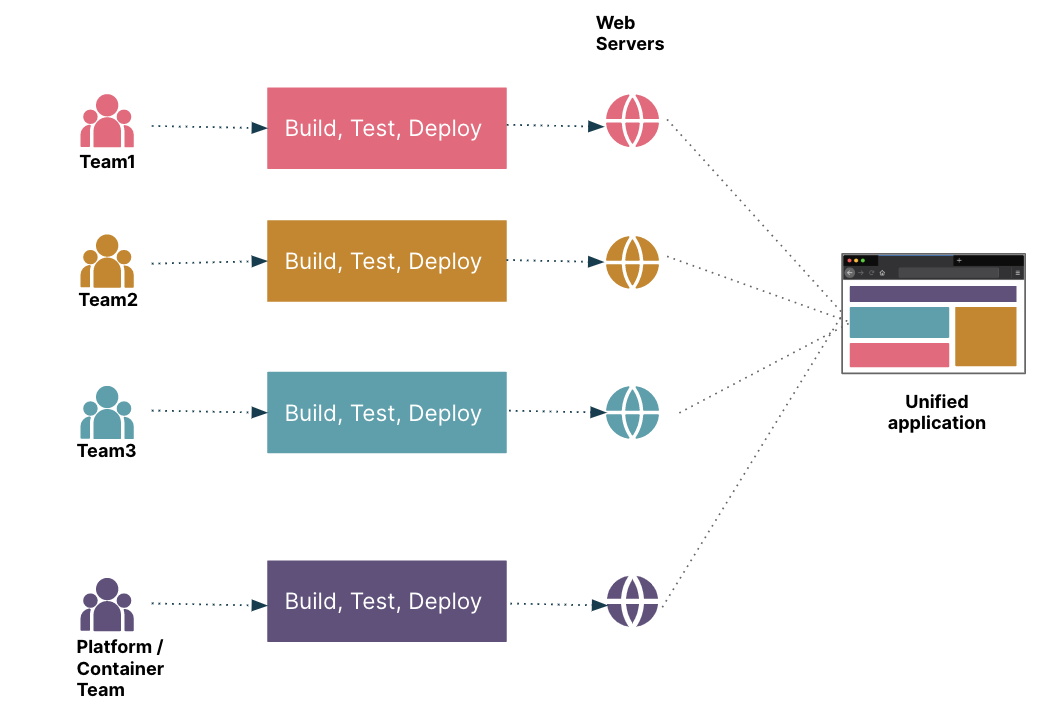 Web
Servers
Build, Test, Deploy
Team1
Build, Test, Deploy
Team2
Build, Test, Deploy
Team3
Unified
application
Build, Test, Deploy
Platform /
Container
Team